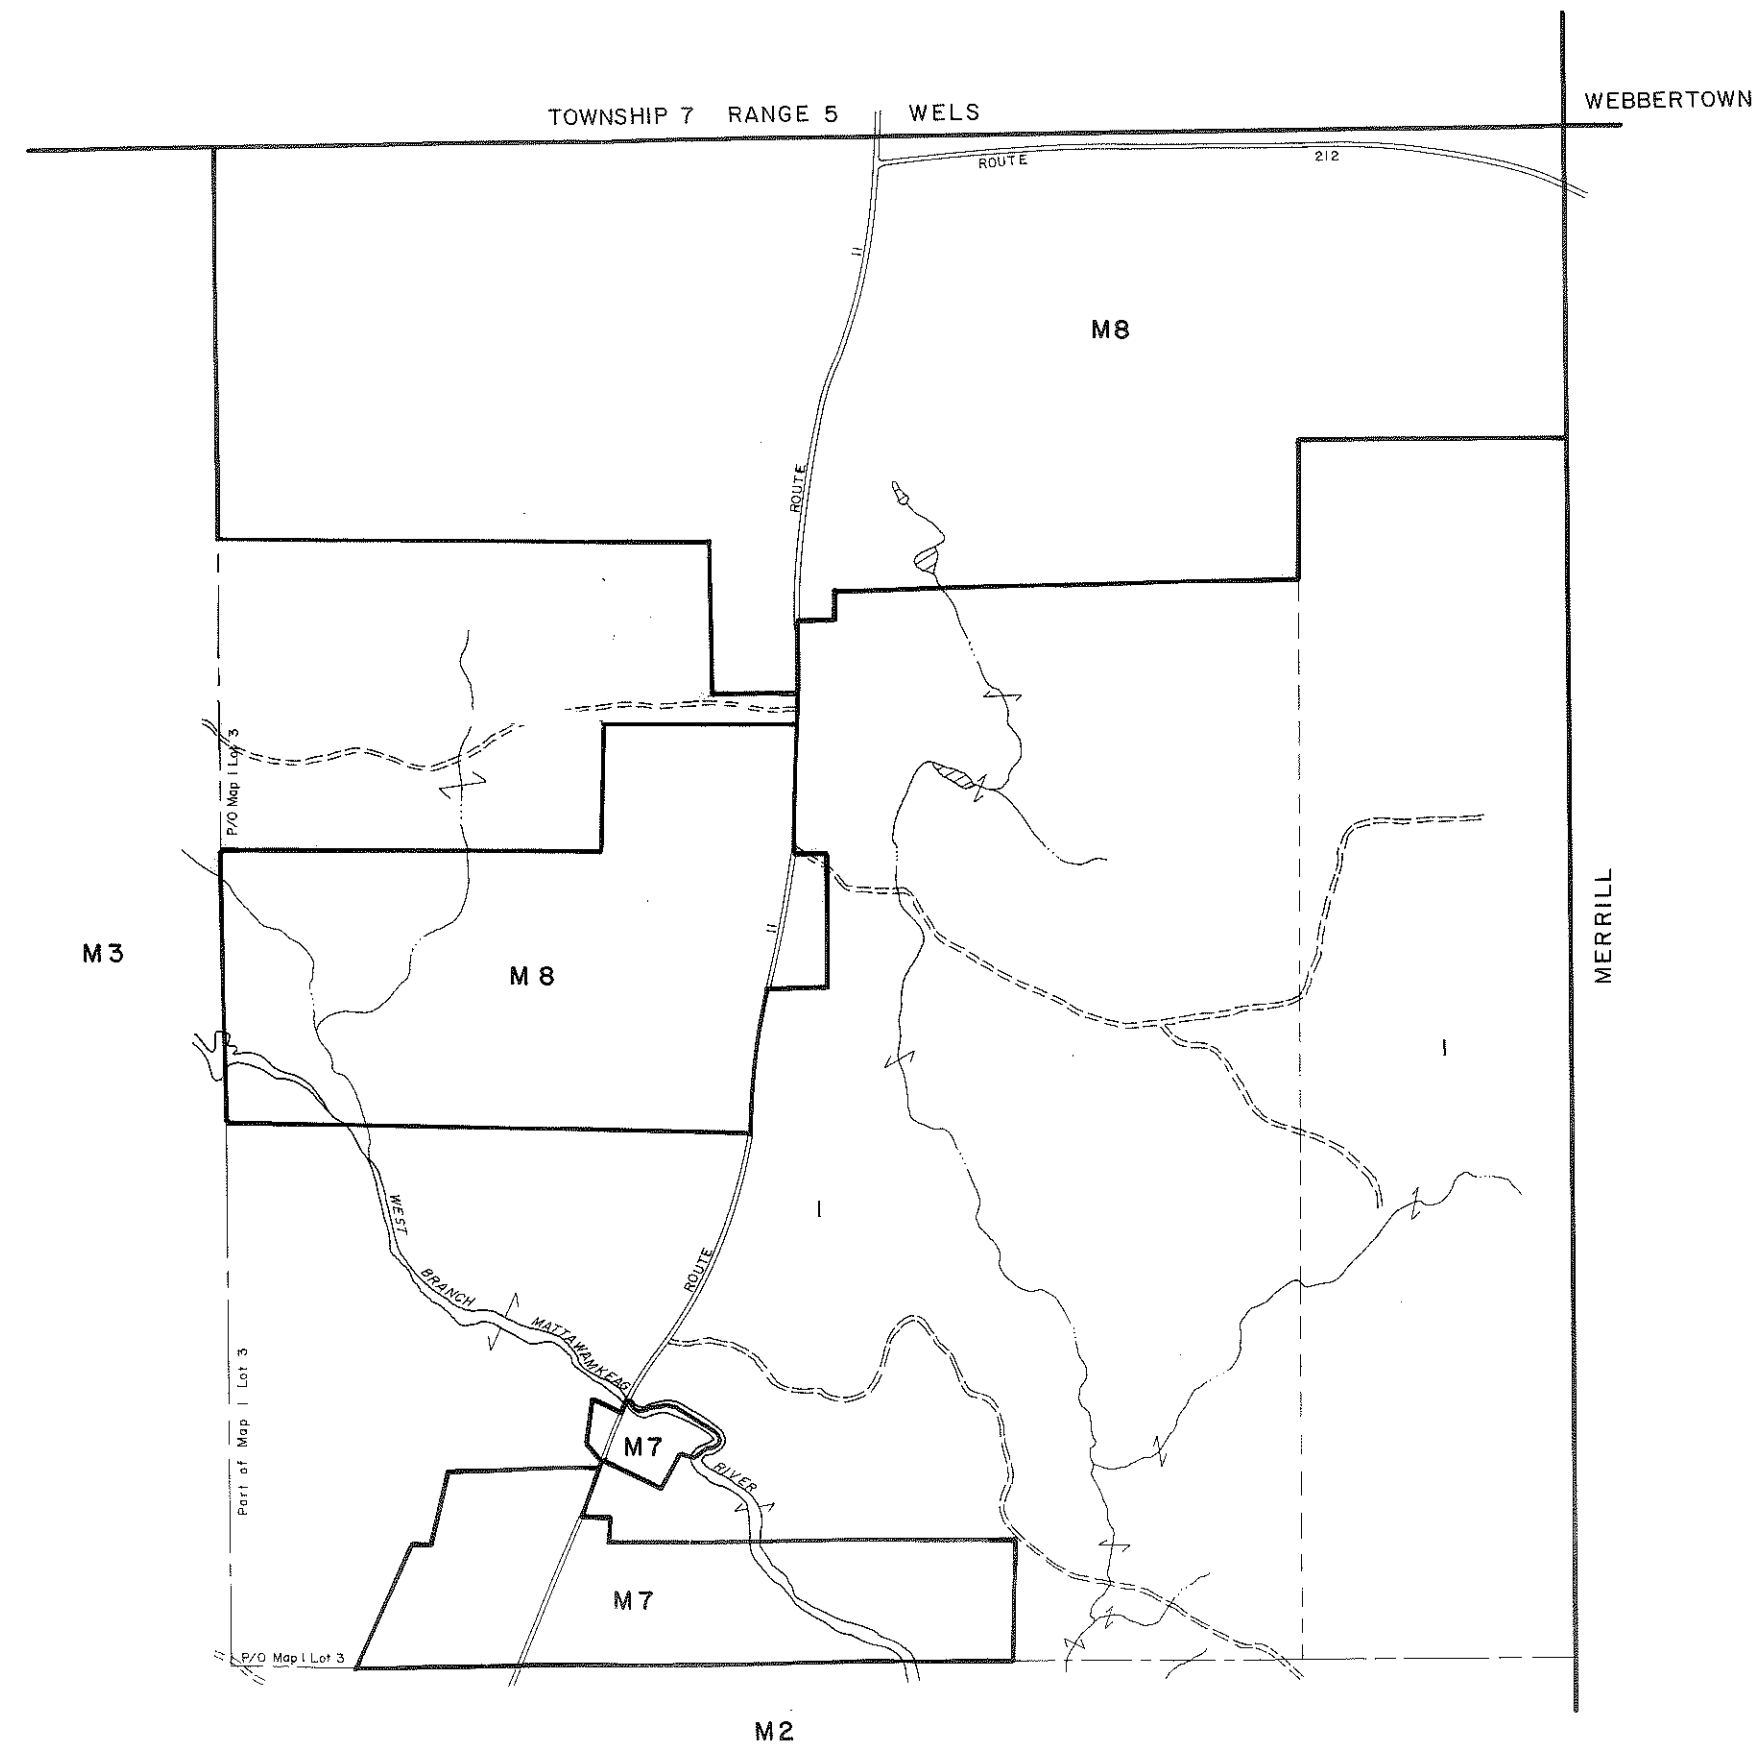 TOWNSHIP 7 RANGE 5 WELS
WEBBERTOWN
ROUTE 212
11
M8
ROUTE
P/O Map 1 Lot 3
MERRILL
M3
M8
11
1
1
WEST
BRANCH
MATTAWAMKEAG
RIVER
ROUTE
Part of Map 1 Lot 3
M7
M7
P/O Map 1 Lot 3
M2